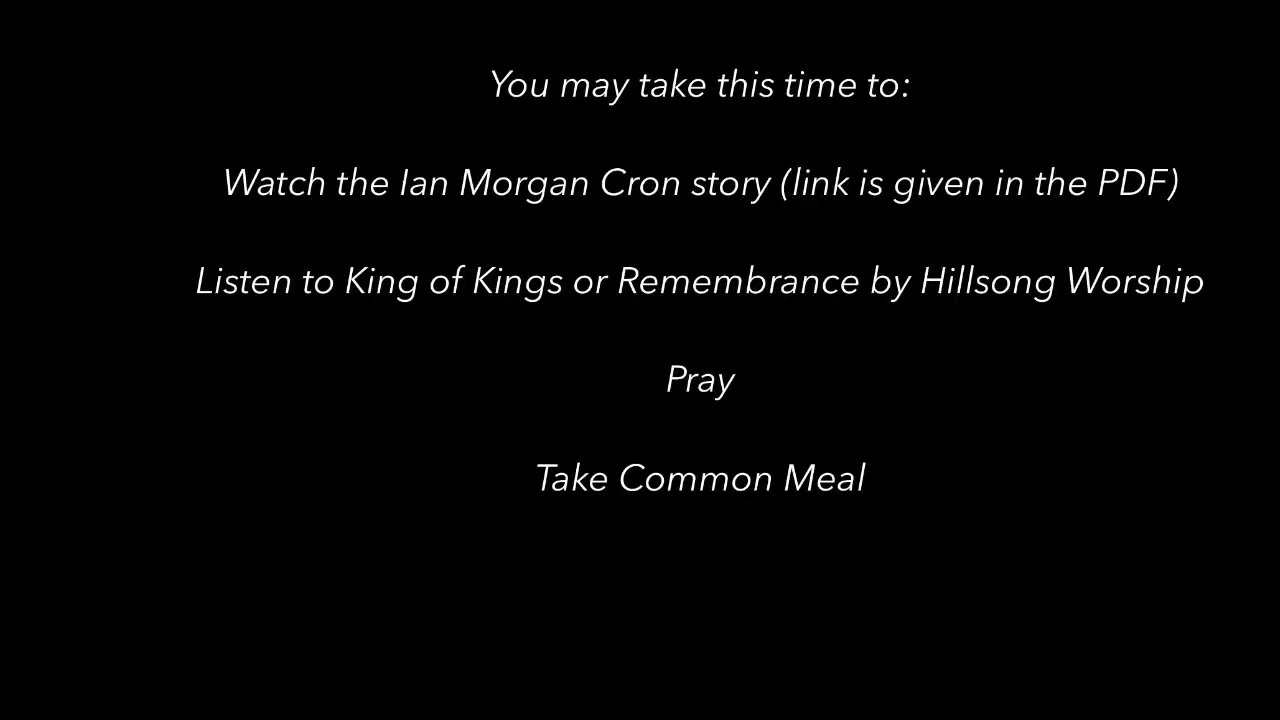 You may take this time to:
Watch the Ian Morgan Cron story (link is given in the PDF)
Listen to King of Kings or Remembrance by Hillsong Worship
Pray
Take Common Meal